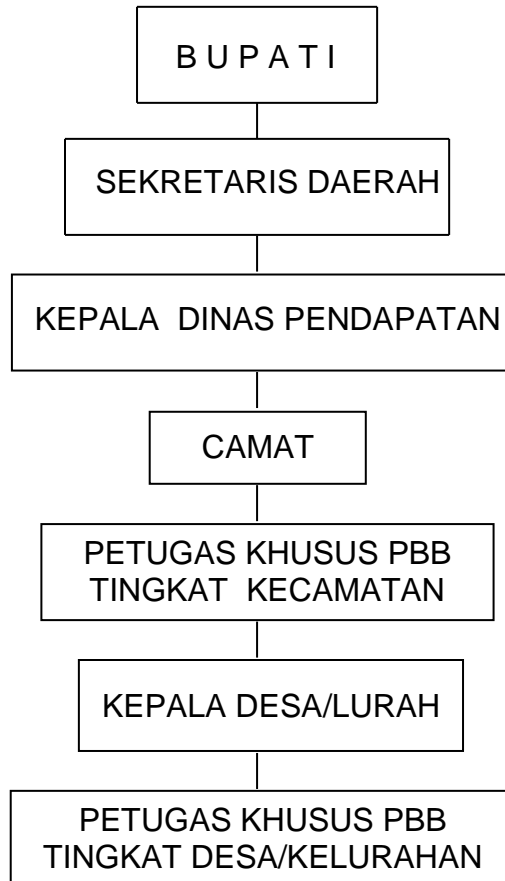 B U P A T I
SEKRETARIS DAERAH
KEPALA DINAS PENDAPATAN
CAMAT
PETUGAS KHUSUS PBB
TINGKAT KECAMATAN
KEPALA DESA/LURAH
PETUGAS KHUSUS PBB
TINGKAT DESA/KELURAHAN